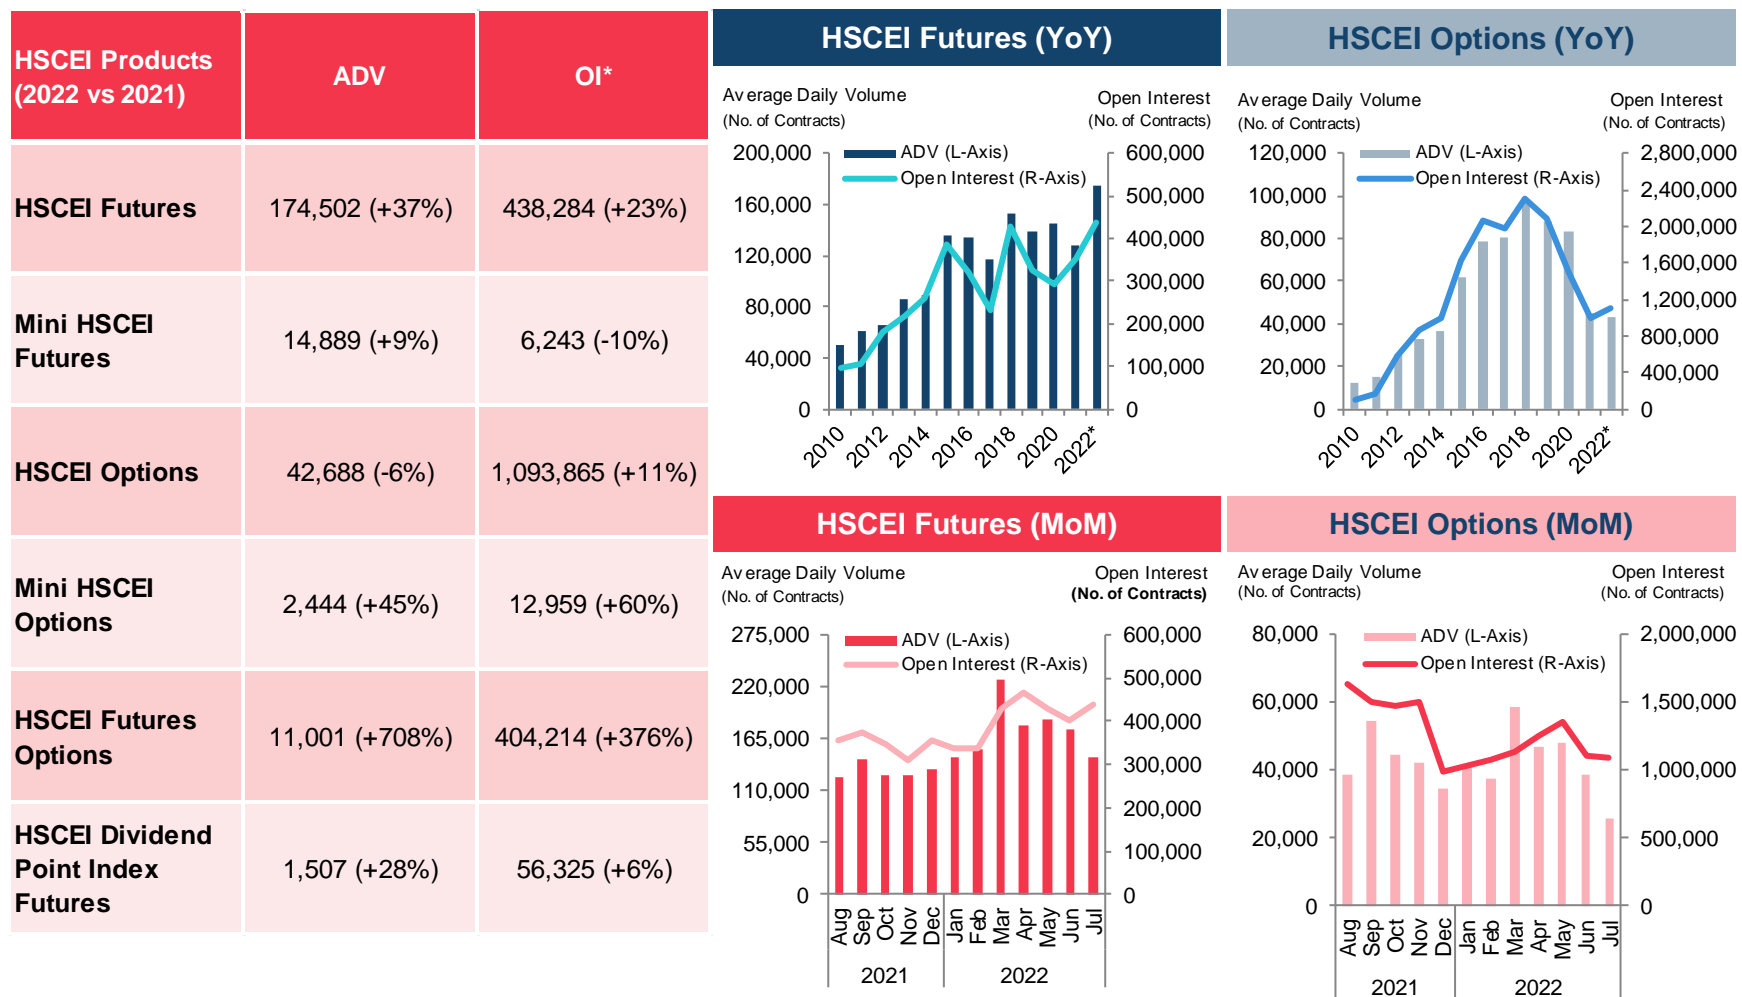 HSCEI Products
(2022 vs 2021)
ADV
OI*
HSCEI Futures
174,502 (+37%)
438,284 (+23%)
Mini HSCEI
Futures
14,889 (+9%)
6,243 (-10%)
HSCEI Options
42,688 (-6%)
1,093,865 (+11%)
Mini HSCEI
Options
2,444 (+45%)
12,959 (+60%)
HSCEI Futures
Options
11,001 (+708%)
404,214 (+376%)
HSCEI Dividend
Point Index
Futures
1,507 (+28%)
56,325 (+6%)
HSCEI Futures (YoY)
Average Daily Volume
(No. of Contracts)
Open Interest
(No. of Contracts)
ADV (L-Axis)
Open Interest (R-Axis)
200,000
160,000
120,000
80,000
40,000
0
600,000
500,000
400,000
300,000
200,000
100,000
0
2010
2012
2014
2016
2018
2020
2022*
HSCEI Options (YoY)
Average Daily Volume
(No. of Contracts)
Open Interest
(No. of Contracts)
ADV (L-Axis)
Open Interest (R-Axis)
120,000
100,000
80,000
60,000
40,000
20,000
0
2,800,000
2,400,000
2,000,000
1,600,000
1,200,000
800,000
400,000
0
2010
2012
2014
2016
2018
2020
2022*
HSCEI Futures (MoM)
Average Daily Volume
(No. of Contracts)
Open Interest
(No. of Contracts)
ADV (L-Axis)
Open Interest (R-Axis)
275,000
220,000
165,000
110,000
55,000
0
600,000
500,000
400,000
300,000
200,000
100,000
0
Aug
Sep
Oct
Nov
Dec
Jan
Feb
Mar
Apr
May
Jun
Jul
2021
2022
HSCEI Options (MoM)
Average Daily Volume
(No. of Contracts)
Open Interest
(No. of Contracts)
ADV (L-Axis)
Open Interest (R-Axis)
80,000
60,000
40,000
20,000
0
2,000,000
1,500,000
1,000,000
500,000
0
Aug
Sep
Oct
Nov
Dec
Jan
Feb
Mar
Apr
May
Jun
Jul
2021
2022